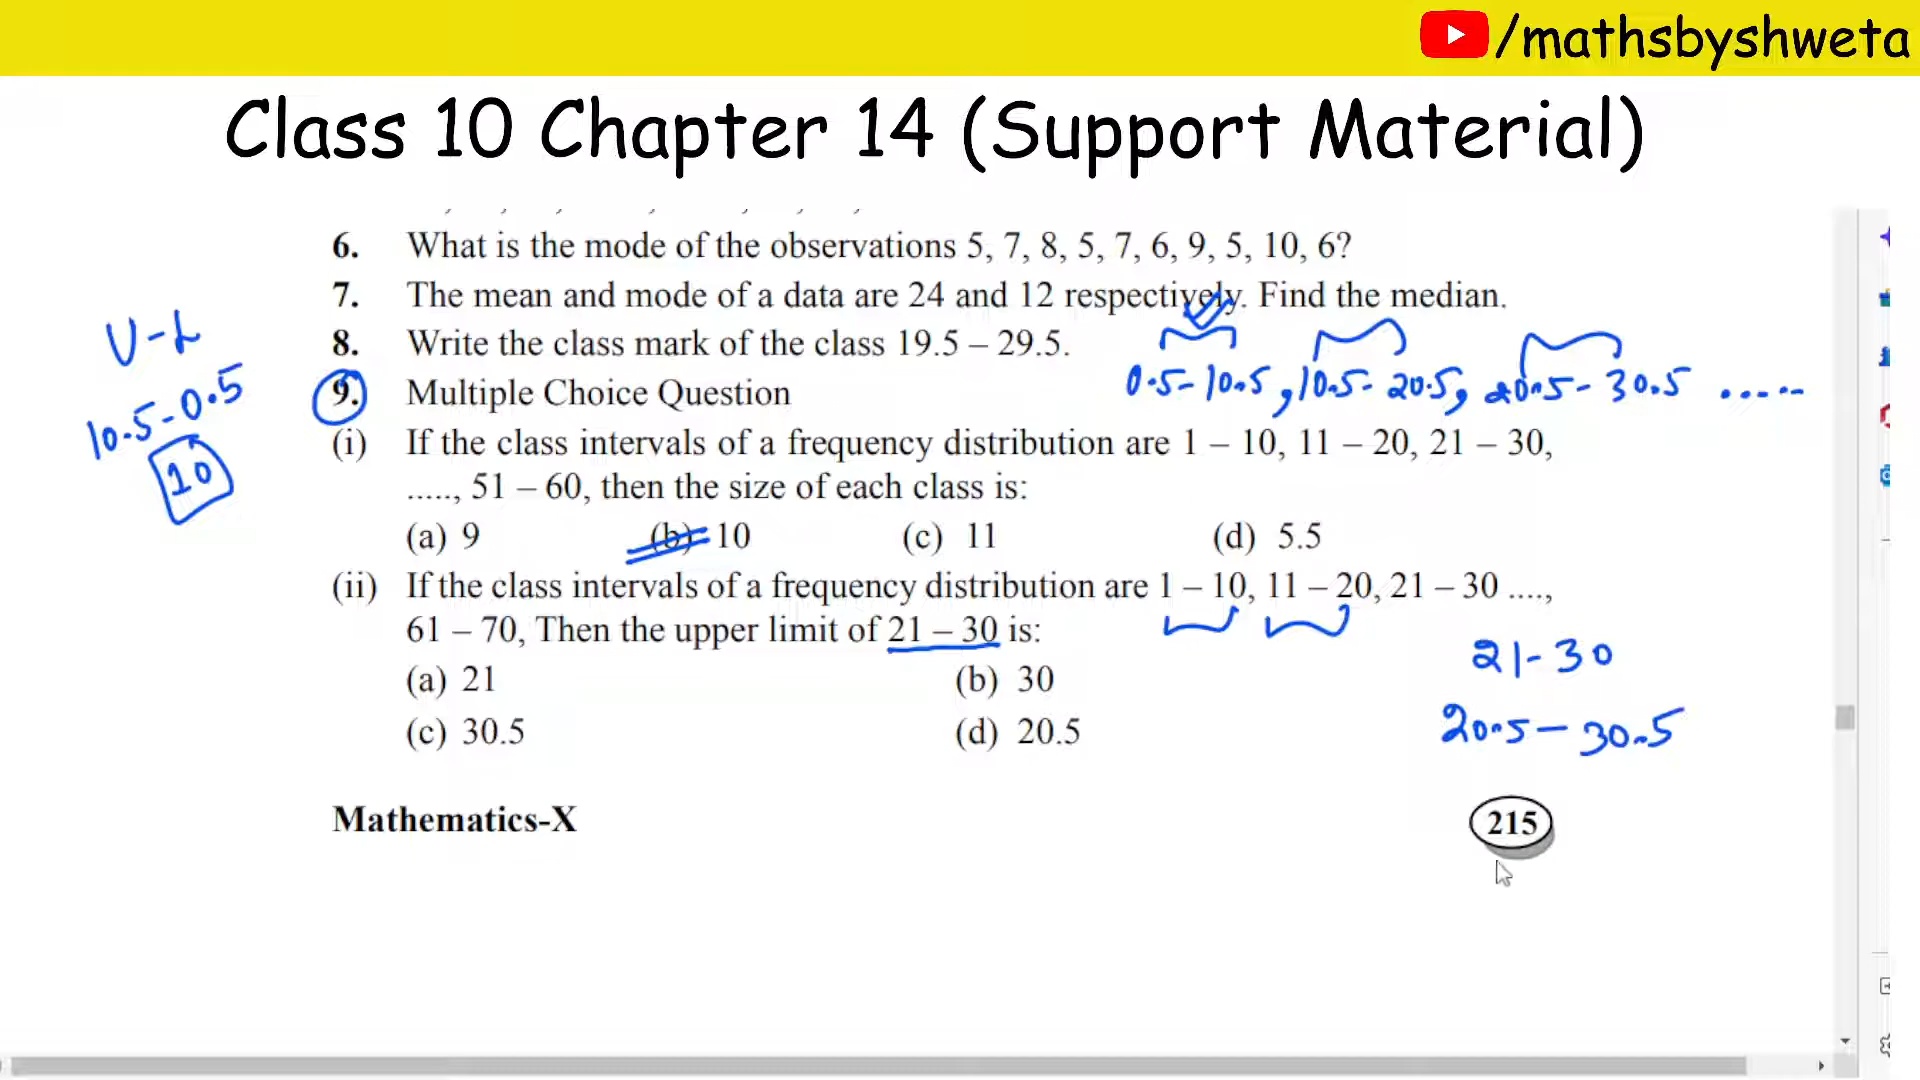 /mathsbyshweta
Class 10 Chapter 14 (Support Material)
6. What is the mode of the observations 5, 7, 8, 5, 7, 6, 9, 5, 10, 6?
7. The mean and mode of a data are 24 and 12 respectively. Find the median.
8. Write the class mark of the class 19.5 – 29.5.
U-L
0.5-10.5, 10.5-20.5, 20.5-30.5 ......
9. Multiple Choice Question
10.5-0.5
10
(i) If the class intervals of a frequency distribution are 1 – 10, 11 – 20, 21 – 30,
....., 51 – 60, then the size of each class is:
(a) 9 (b) 10 (c) 11 (d) 5.5
(ii) If the class intervals of a frequency distribution are 1 – 10, 11 – 20, 21 – 30 ....,
61 – 70, Then the upper limit of 21 – 30 is:
21-30
(a) 21 (b) 30
(c) 30.5 (d) 20.5
20.5-30.5
Mathematics-X 215